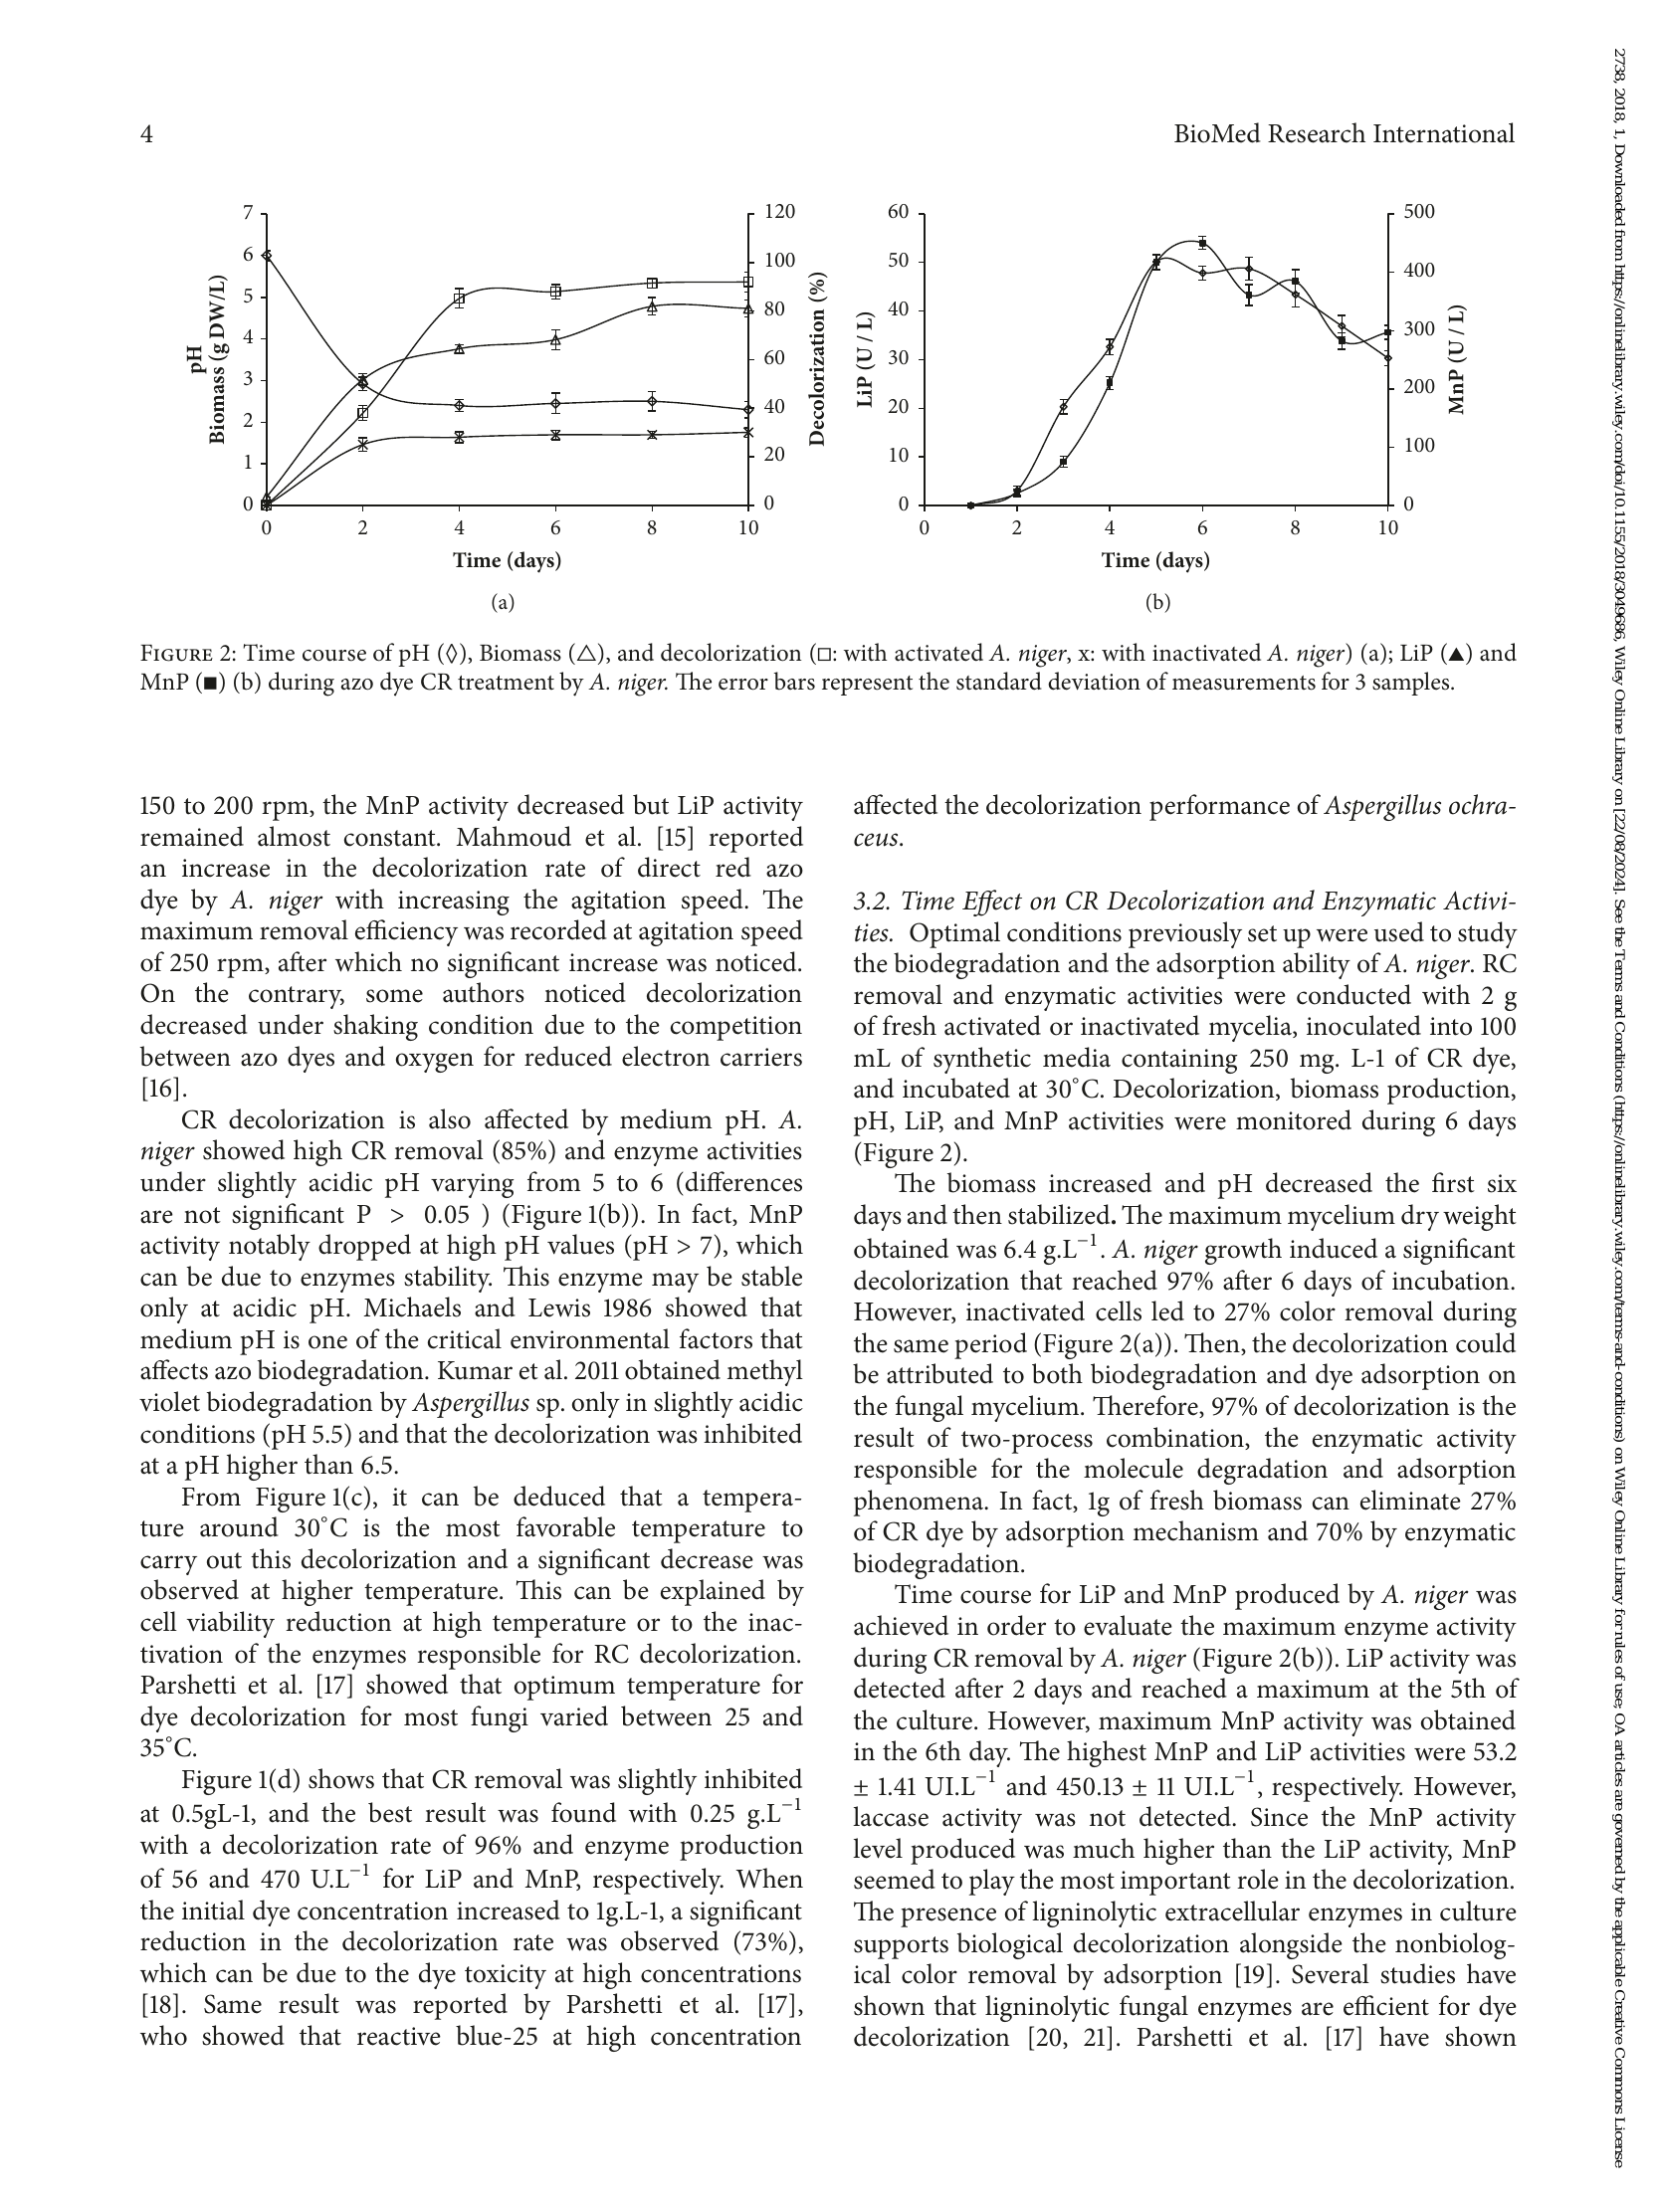 4
BioMed Research International
7
6
5
4
3
2
1
0
pH
Biomass (g DW/L)
120
100
80
60
40
20
0
Decolorization (%)
0 2 4 6 8 10
Time (days)
(a)
60
50
40
30
20
10
0
LiP (U / L)
500
400
300
200
100
0
MnP (U / L)
0 2 4 6 8 10
Time (days)
(b)
Figure 2: Time course of pH (◊), Biomass (△), and decolorization (□: with activated A. niger, x: with inactivated A. niger) (a); LiP (▲) and
MnP (■) (b) during azo dye CR treatment by A. niger. The error bars represent the standard deviation of measurements for 3 samples.
150 to 200 rpm, the MnP activity decreased but LiP activity
remained almost constant. Mahmoud et al. [15] reported
an increase in the decolorization rate of direct red azo
dye by A. niger with increasing the agitation speed. The
maximum removal efficiency was recorded at agitation speed
of 250 rpm, after which no significant increase was noticed.
On the contrary, some authors noticed decolorization
decreased under shaking condition due to the competition
between azo dyes and oxygen for reduced electron carriers
[16].
CR decolorization is also affected by medium pH. A.
niger showed high CR removal (85%) and enzyme activities
under slightly acidic pH varying from 5 to 6 (differences
are not significant P > 0.05 ) (Figure 1(b)). In fact, MnP
activity notably dropped at high pH values (pH > 7), which
can be due to enzymes stability. This enzyme may be stable
only at acidic pH. Michaels and Lewis 1986 showed that
medium pH is one of the critical environmental factors that
affects azo biodegradation. Kumar et al. 2011 obtained methyl
violet biodegradation by Aspergillus sp. only in slightly acidic
conditions (pH 5.5) and that the decolorization was inhibited
at a pH higher than 6.5.
From Figure 1(c), it can be deduced that a tempera-
ture around 30°C is the most favorable temperature to
carry out this decolorization and a significant decrease was
observed at higher temperature. This can be explained by
cell viability reduction at high temperature or to the inac-
tivation of the enzymes responsible for RC decolorization.
Parshetti et al. [17] showed that optimum temperature for
dye decolorization for most fungi varied between 25 and
35°C.
Figure 1(d) shows that CR removal was slightly inhibited
at 0.5gL-1, and the best result was found with 0.25 g.L⁻¹
with a decolorization rate of 96% and enzyme production
of 56 and 470 U.L⁻¹ for LiP and MnP, respectively. When
the initial dye concentration increased to 1g.L-1, a significant
reduction in the decolorization rate was observed (73%),
which can be due to the dye toxicity at high concentrations
[18]. Same result was reported by Parshetti et al. [17],
who showed that reactive blue-25 at high concentration
affected the decolorization performance of Aspergillus ochra-
ceus.
3.2. Time Effect on CR Decolorization and Enzymatic Activi-
ties. Optimal conditions previously set up were used to study
the biodegradation and the adsorption ability of A. niger. RC
removal and enzymatic activities were conducted with 2 g
of fresh activated or inactivated mycelia, inoculated into 100
mL of synthetic media containing 250 mg. L-1 of CR dye,
and incubated at 30°C. Decolorization, biomass production,
pH, LiP, and MnP activities were monitored during 6 days
(Figure 2).
The biomass increased and pH decreased the first six
days and then stabilized. The maximum mycelium dry weight
obtained was 6.4 g.L⁻¹. A. niger growth induced a significant
decolorization that reached 97% after 6 days of incubation.
However, inactivated cells led to 27% color removal during
the same period (Figure 2(a)). Then, the decolorization could
be attributed to both biodegradation and dye adsorption on
the fungal mycelium. Therefore, 97% of decolorization is the
result of two-process combination, the enzymatic activity
responsible for the molecule degradation and adsorption
phenomena. In fact, 1g of fresh biomass can eliminate 27%
of CR dye by adsorption mechanism and 70% by enzymatic
biodegradation.
Time course for LiP and MnP produced by A. niger was
achieved in order to evaluate the maximum enzyme activity
during CR removal by A. niger (Figure 2(b)). LiP activity was
detected after 2 days and reached a maximum at the 5th of
the culture. However, maximum MnP activity was obtained
in the 6th day. The highest MnP and LiP activities were 53.2
± 1.41 UI.L⁻¹ and 450.13 ± 11 UI.L⁻¹, respectively. However,
laccase activity was not detected. Since the MnP activity
level produced was much higher than the LiP activity, MnP
seemed to play the most important role in the decolorization.
The presence of ligninolytic extracellular enzymes in culture
supports biological decolorization alongside the nonbiolog-
ical color removal by adsorption [19]. Several studies have
shown that ligninolytic fungal enzymes are efficient for dye
decolorization [20, 21]. Parshetti et al. [17] have shown
2738, 2018, 1, Downloaded from https://onlinelibrary.wiley.com/doi/10.1155/2018/3049686, Wiley Online Library on [22/08/2024]. See the Terms and Conditions (https://onlinelibrary.wiley.com/terms-and-conditions) on Wiley Online Library for rules of use; OA articles are governed by the applicable Creative Commons License